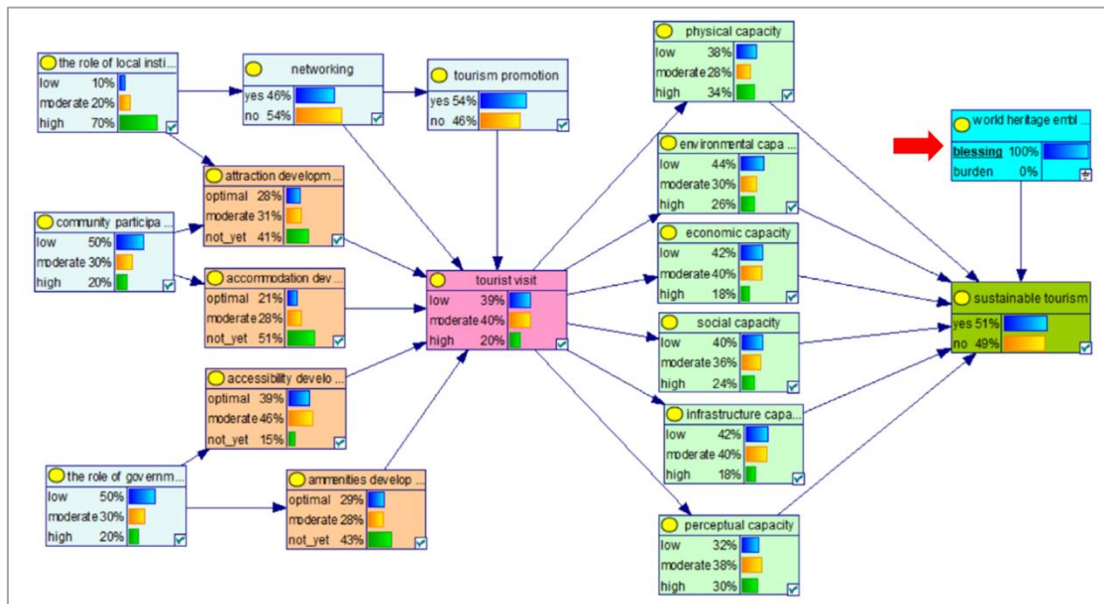 the role of local insti...
low 10%
moderate 20%
high 70%
networking
yes 46%
no 54%
tourism promotion
yes 54%
no 46%
attraction developm ...
optimal 28%
moderate 31%
not_yet 41%
community participa ...
low 50%
moderate 30%
high 20%
accommodation dev ...
optimal 21%
moderate 28%
not_yet 51%
accessibility develo ...
optimal 39%
moderate 46%
not_yet 15%
the role of governm...
low 50%
moderate 30%
high 20%
ammenities develop ...
optimal 29%
moderate 28%
not_yet 43%
tourist visit
low 39%
moderate 40%
high 20%
physical capacity
low 38%
moderate 28%
high 34%
environmental capa ...
low 44%
moderate 30%
high 26%
economic capacity
low 42%
moderate 40%
high 18%
social capacity
low 40%
moderate 36%
high 24%
infrastructure capa...
low 42%
moderate 40%
high 18%
perceptual capacity
low 32%
moderate 38%
high 30%
world heritage embl ...
blessing 100%
burden 0%
sustainable tourism
yes 51%
no 49%